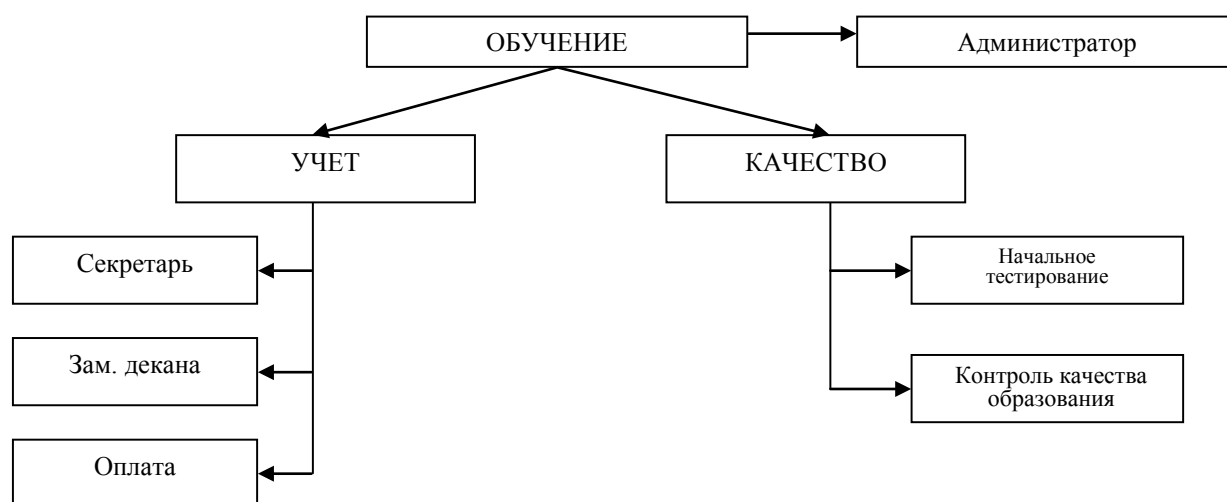 ОБУЧЕНИЕ
Администратор
УЧЕТ
КАЧЕСТВО
Секретарь
Начальное
тестирование
Зам. декана
Контроль качества
образования
Оплата